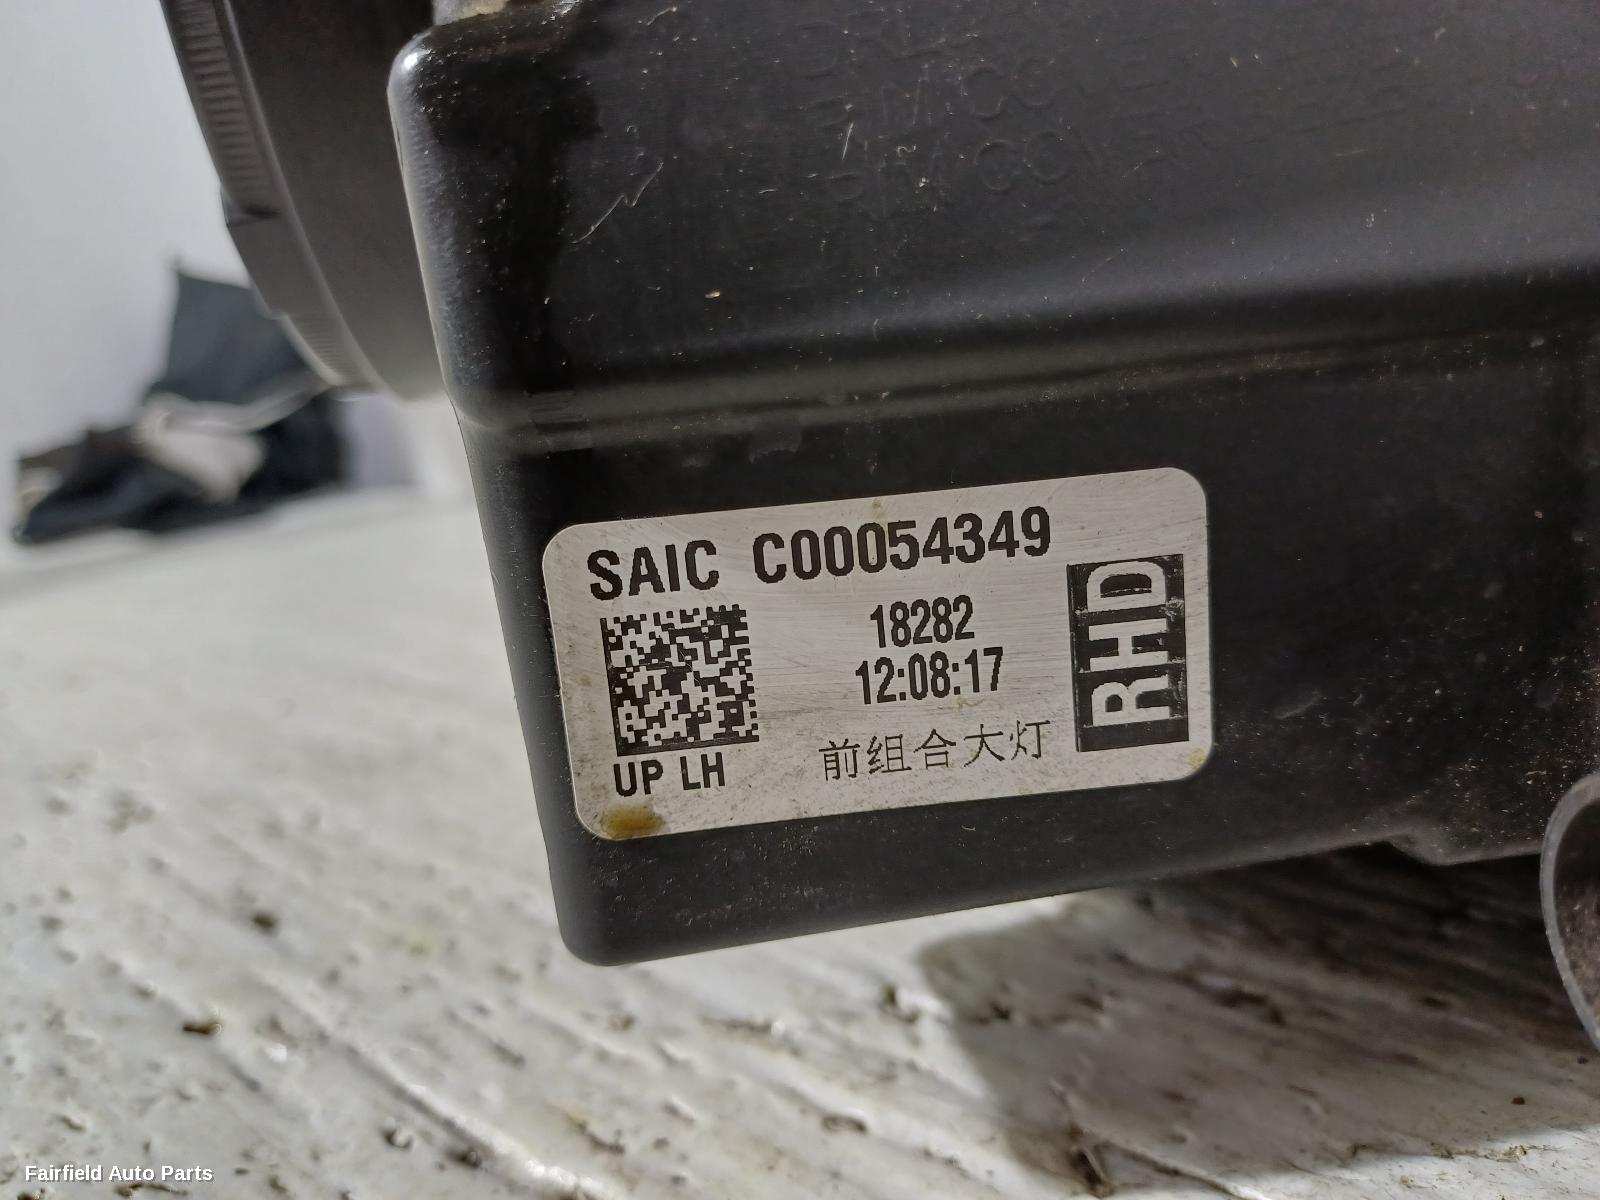 SAIC C00054349
18282
12:08:17
RHD
UP LH
前组合大灯
Fairfield Auto Parts